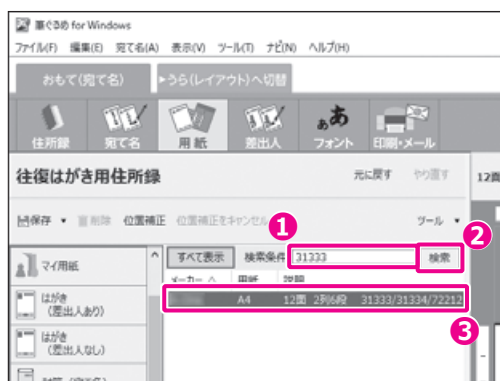 筆ぐるめ for Windows
ファイル(F) 編集(E) 宛て名(A) 表示(V) ツール(T) ナビ(N) ヘルプ(H)
おもて(宛て名) ▶うら(レイアウト)へ切替
住所録 宛て名 用紙 差出人 フォント 印刷・メール
ああ
往復はがき用住所録 元に戻す やり直す 12面
保存 ▼ 削除 位置補正 位置補正をキャンセル ツール ▼
1 2
マイ用紙 すべて表示 検索条件 31333 検索
メーカー 用紙 説明
はがき
(差出人あり)
A4 12面 2列6段 31333/31334/72212
3
はがき
(差出人なし)